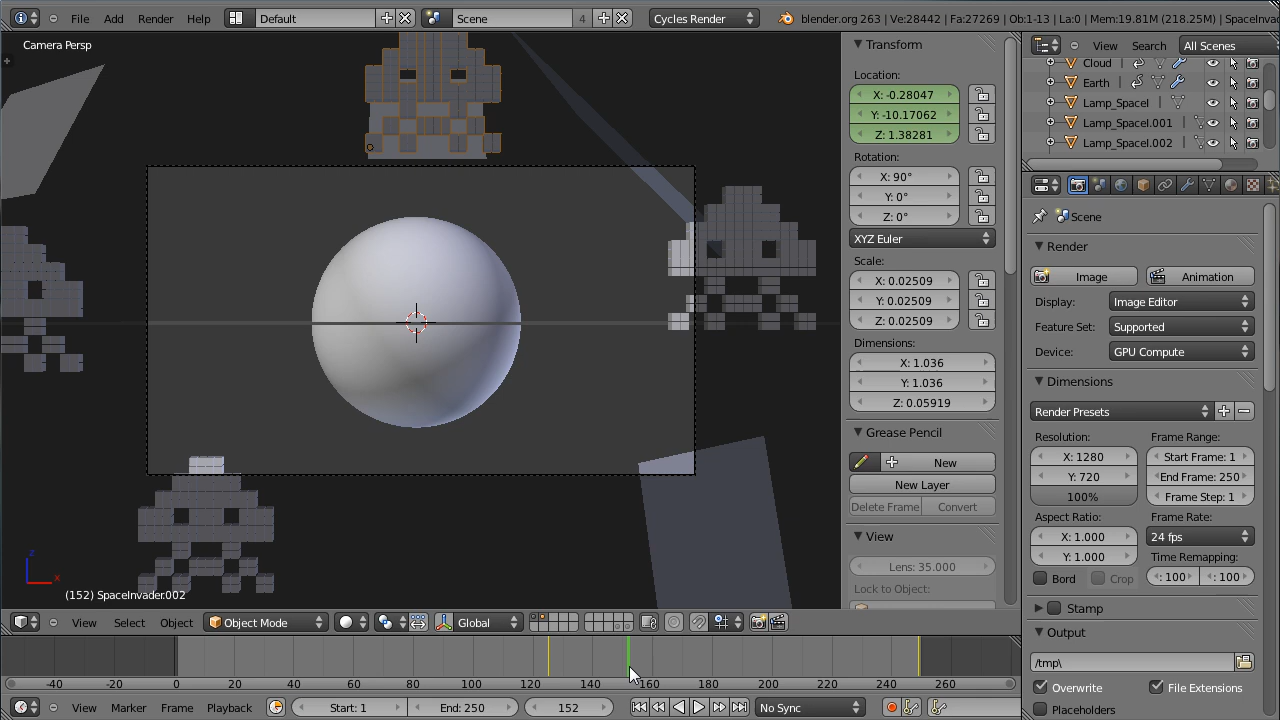 File Add Render Help Default Scene 4 Cycles Render blender.org 263 | Ve:28442 | Fa:27269 | Ob:1-13 | La:0 | Mem:19.81M (218.25M) | SpaceInva
Camera Persp
(152) SpaceInvader.002
z
x
Transform
Location:
X: -0.28047
Y: -10.17062
Z: 1.38281
Rotation:
X: 90°
Y: 0°
Z: 0°
XYZ Euler
Scale:
X: 0.02509
Y: 0.02509
Z: 0.02509
Dimensions:
X: 1.036
Y: 1.036
Z: 0.05919
Grease Pencil
New
New Layer
Delete Frame Convert
View
Lens: 35.000
Lock to Object:
View Search All Scenes
Cloud
Earth
Lamp_SpaceI
Lamp_SpaceI.001
Lamp_SpaceI.002
Scene
Render
Image Animation
Display: Image Editor
Feature Set: Supported
Device: GPU Compute
Dimensions
Render Presets
Resolution: Frame Range:
X: 1280 Start Frame: 1
Y: 720 End Frame: 250
100% Frame Step: 1
Aspect Ratio: Frame Rate:
X: 1.000 24 fps
Y: 1.000 Time Remapping:
Bord Crop : 100 : 100
Stamp
Output
/tmp\
Overwrite File Extensions
Placeholders
View Select Object Object Mode Global
-40 -20 0 20 40 60 80 100 120 140 160 180 200 220 240 260
View Marker Frame Playback Start: 1 End: 250 152 No Sync